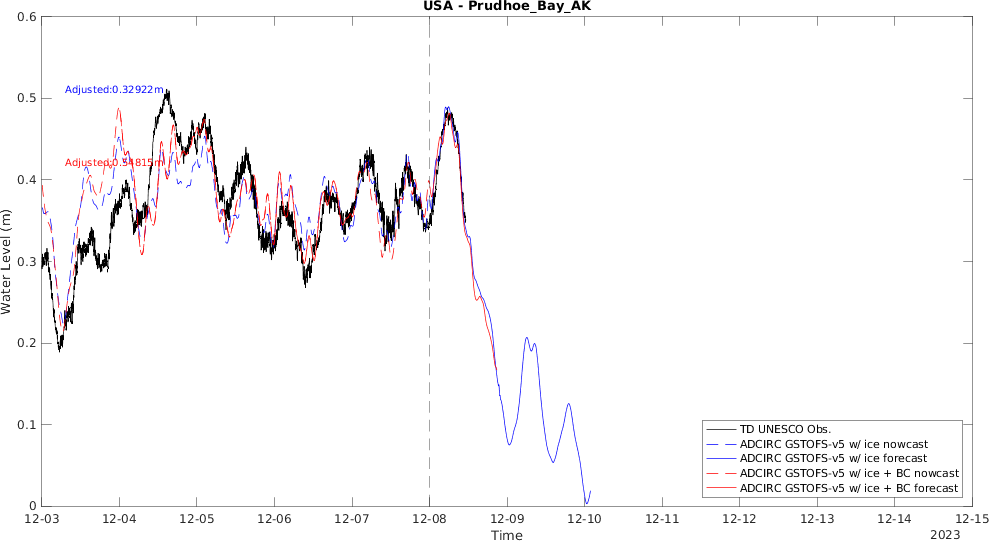 USA - Prudhoe_Bay_AK
0.6
0.5
0.4
0.3
0.2
0.1
0
Water Level (m)
Adjusted:0.32922m
Adjusted:0.34815m
TD UNESCO Obs.
ADCIRC GSTOFS-v5 w/ ice nowcast
ADCIRC GSTOFS-v5 w/ ice forecast
ADCIRC GSTOFS-v5 w/ ice + BC nowcast
ADCIRC GSTOFS-v5 w/ ice + BC forecast
12-03 12-04 12-05 12-06 12-07 12-08 12-09 12-10 12-11 12-12 12-13 12-14 12-15
Time
2023